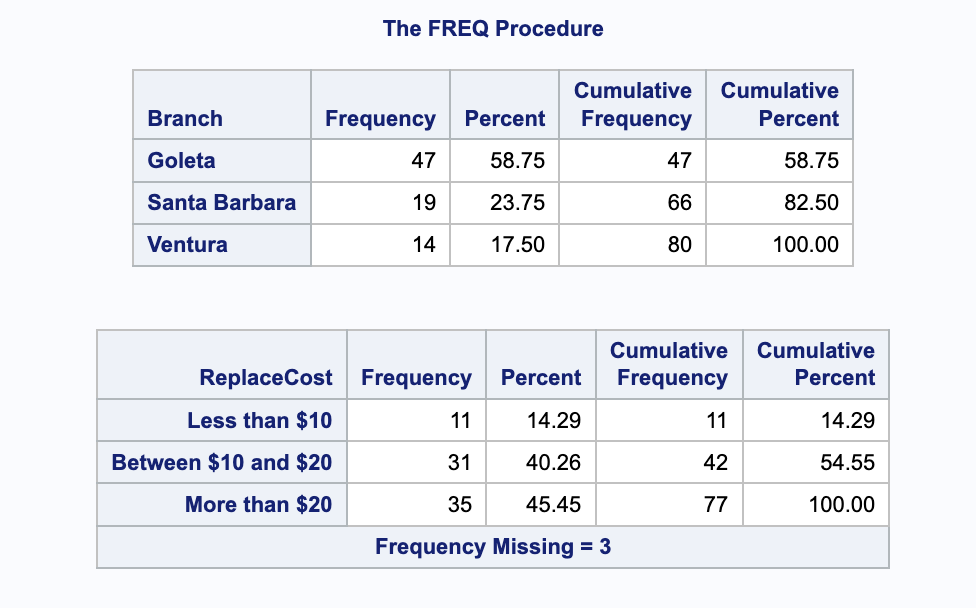 The FREQ Procedure
Branch Frequency Percent Cumulative Frequency Cumulative Percent
Goleta 47 58.75 47 58.75
Santa Barbara 19 23.75 66 82.50
Ventura 14 17.50 80 100.00
ReplaceCost Frequency Percent Cumulative Frequency Cumulative Percent
Less than $10 11 14.29 11 14.29
Between $10 and $20 31 40.26 42 54.55
More than $20 35 45.45 77 100.00
Frequency Missing = 3